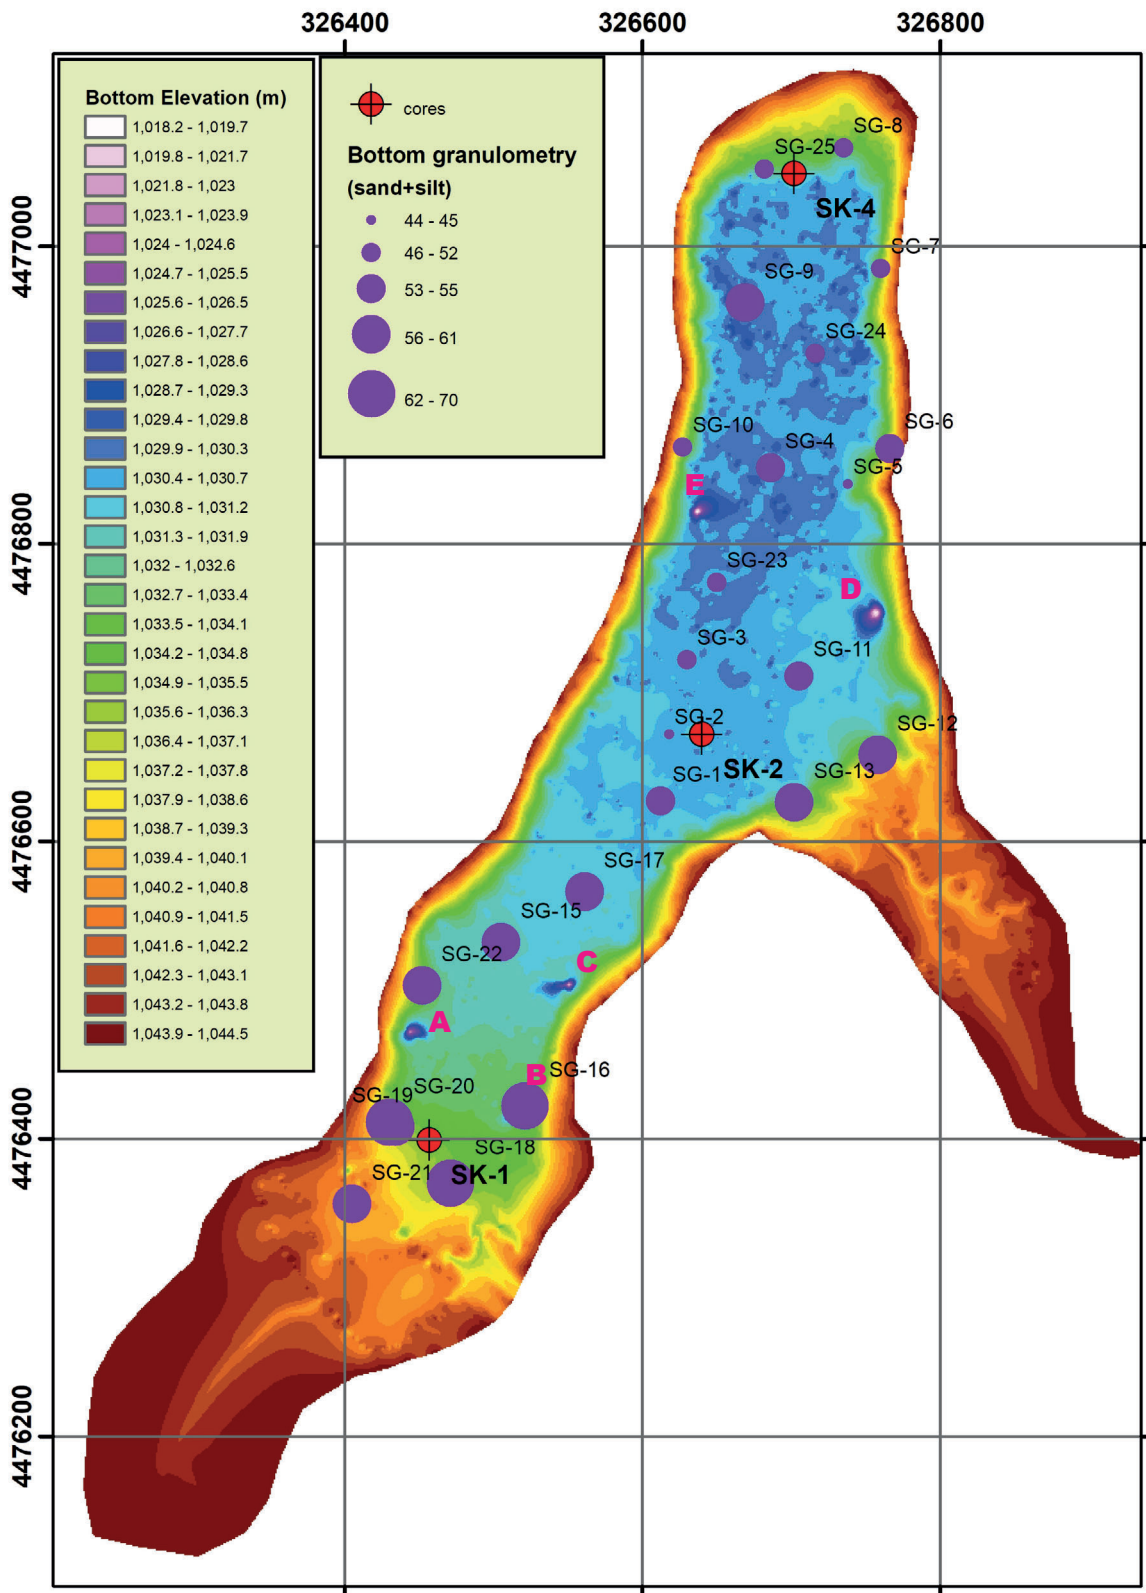 326400
326600
326800
Bottom Elevation (m)
1,018.2 - 1,019.7
1,019.8 - 1,021.7
1,021.8 - 1,023
1,023.1 - 1,023.9
1,024 - 1,024.6
1,024.7 - 1,025.5
1,025.6 - 1,026.5
1,026.6 - 1,027.7
1,027.8 - 1,028.6
1,028.7 - 1,029.3
1,029.4 - 1,029.8
1,029.9 - 1,030.3
1,030.4 - 1,030.7
1,030.8 - 1,031.2
1,031.3 - 1,031.9
1,032 - 1,032.6
1,032.7 - 1,033.4
1,033.5 - 1,034.1
1,034.2 - 1,034.8
1,034.9 - 1,035.5
1,035.6 - 1,036.3
1,036.4 - 1,037.1
1,037.2 - 1,037.8
1,037.9 - 1,038.6
1,038.7 - 1,039.3
1,039.4 - 1,040.1
1,040.2 - 1,040.8
1,040.9 - 1,041.5
1,041.6 - 1,042.2
1,042.3 - 1,043.1
1,043.2 - 1,043.8
1,043.9 - 1,044.5
cores
Bottom granulometry
(sand+silt)
44 - 45
46 - 52
53 - 55
56 - 61
62 - 70
4477000
4476800
4476600
4476400
4476200
SG-8
SG-25
SK-4
SG-7
SG-9
SG-24
SG-6
SG-10
SG-4
SG-5
E
SG-23
D
SG-3
SG-11
SG-2
SG-12
SK-2
SG-1
SG-13
SG-17
SG-15
SG-22
C
A
B
SG-16
SG-20
SG-19
SG-18
SG-21
SK-1